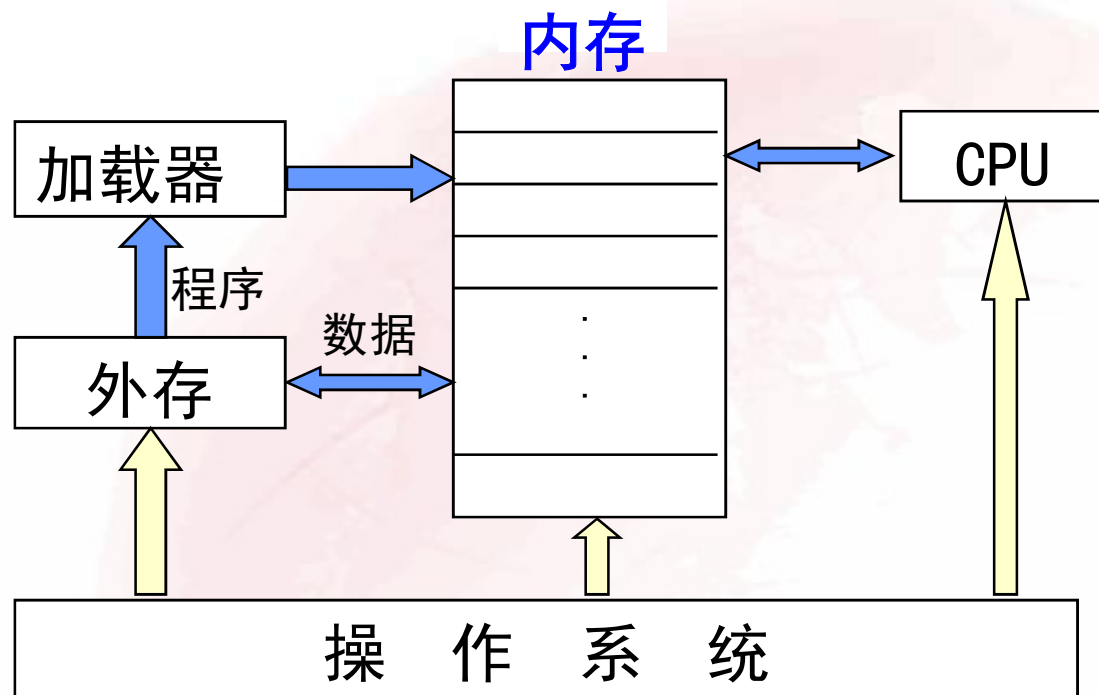 内存
加载器
CPU
程序
数据
外存
操 作 系 统